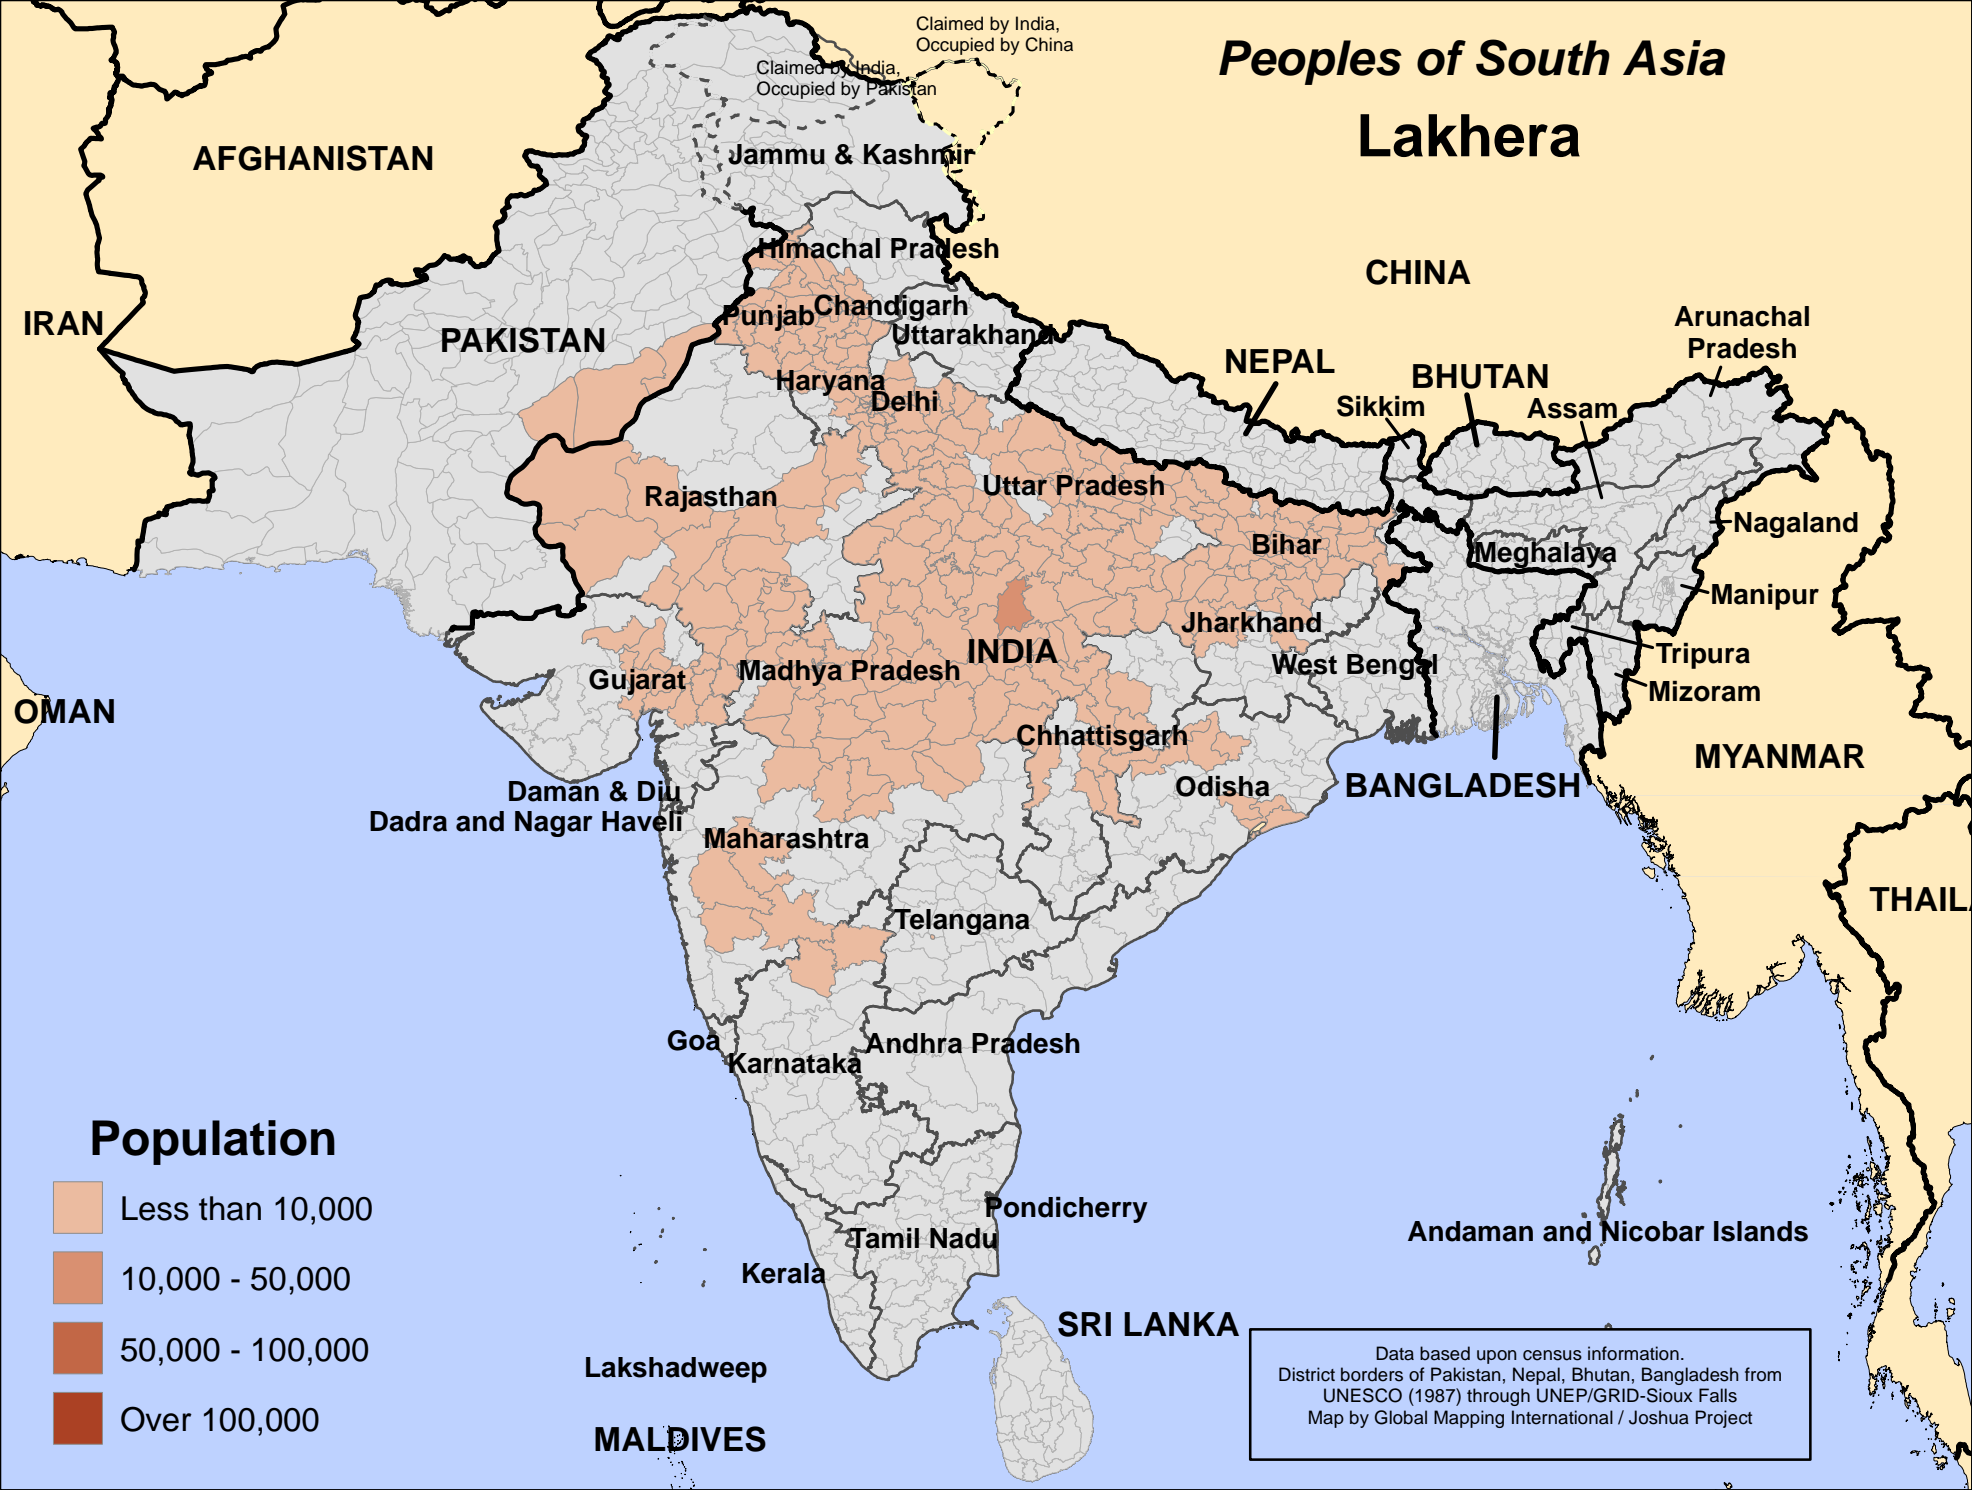 Claimed by India,
Occupied by China
Peoples of South Asia
Lakhera
Claimed by India,
Occupied by Pakistan
Jammu & Kashmir
AFGHANISTAN
Himachal Pradesh
CHINA
IRAN
PAKISTAN
Punjab
Chandigarh
Uttarakhand
Arunachal
Pradesh
NEPAL
BHUTAN
Haryana
Delhi
Sikkim
Assam
Rajasthan
Uttar Pradesh
Nagaland
Bihar
Meghalaya
Manipur
Jharkhand
INDIA
Tripura
Madhya Pradesh
West Bengal
Gujarat
Mizoram
OMAN
Chhattisgarh
MYANMAR
Odisha
BANGLADESH
Daman & Diu
Dadra and Nagar Haveli
Maharashtra
THAIL
Telangana
Goa
Karnataka
Andhra Pradesh
Pondicherry
Tamil Nadu
Kerala
Andaman and Nicobar Islands
SRI LANKA
Lakshadweep
MALDIVES
Population
Less than 10,000
10,000 - 50,000
50,000 - 100,000
Over 100,000
Data based upon census information.
District borders of Pakistan, Nepal, Bhutan, Bangladesh from
UNESCO (1987) through UNEP/GRID-Sioux Falls
Map by Global Mapping International / Joshua Project